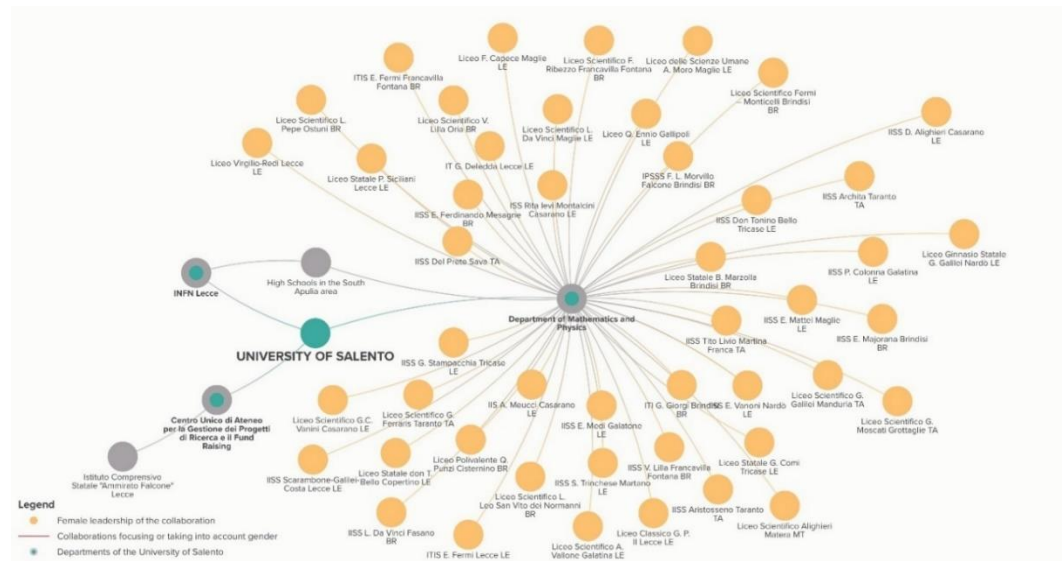 Liceo F. Capece Maglie
LE
Liceo Scientifico F.
Ribezzo Francavilla Fontana
BR
Liceo delle Scienze Umane
A. Moro Maglie LE
ITIS E. Fermi Francavilla
Fontana BR
Liceo Scientifico Fermi
- Monticelli Brindisi
BR
Liceo Scientifico L.
Pepe Ostuni BR
Liceo Scientifico V.
Lilla Oria BR
Liceo Scientifico L.
Da Vinci Maglie LE
Liceo Q. Ennio Gallipoli
LE
IISS D. Alighieri Casarano
LE
Liceo Virgilio-Redi Lecce
LE
Liceo Statale P. Siciliani
Lecce LE
IT G. Deledda Lecce LE
IPSSS F. L. Morvillo
Falcone Brindisi BR
IISS E. Ferdinando Mesagne
BR
ISS Rita levi Montalcini
Casarano LE
IISS Don Tonino Bello
Tricase LE
IISS Archita Taranto
TA
IISS Del Prete Sava TA
Liceo Statale B. Marzolla
Brindisi BR
IISS P. Colonna Galatina
LE
Liceo Ginnasio Statale
G. Galilei Nardò LE
INFN Lecce
High Schools in the South
Apulia area
Department of Mathematics and
Physics
IISS E. Mattei Maglie
LE
IISS Tito Livio Martina
Franca TA
IISS E. Majorana Brindisi
BR
UNIVERSITY OF SALENTO
IISS G. Stampacchia Tricase
LE
Centro Unico di Ateneo
per la Gestione dei Progetti
di Ricerca e il Fund
Raising
Liceo Scientifico G.C.
Vanini Casarano LE
Liceo Scientifico G.
Ferraris Taranto TA
IIS A. Meucci Casarano
LE
IISS E. Medi Galatone
LE
ITI G. Giorgi Brindisi
IISS E. Vanoni Nardò
LE
Liceo Scientifico G.
Galilei Manduria TA
Liceo Scientifico G.
Moscati Grottaglie TA
Istituto Comprensivo
Statale "Ammirato Falcone"
Lecce
IISS Scarambone-Galilei-
Costa Lecce LE
Liceo Statale don T.
Bello Copertino LE
Liceo Polivalente Q.
Punzi Cisternino BR
Liceo Scientifico L.
Leo San Vito dei Normanni
BR
IISS S. Trinchese Martano
LE
IISS V. Lilla Francavilla
Fontana BR
Liceo Statale G. Comi
Tricase LE
IISS L. Da Vinci Fasano
BR
ITIS E. Fermi Lecce LE
Liceo Scientifico A.
Vallone Galatina LE
Liceo Classico G. P.
II Lecce LE
IISS Aristosseno Taranto
TA
Liceo Scientifico Alighieri
Matera MT
Legend
Female leadership of the collaboration
Collaborations focusing or taking into account gender
Departments of the University of Salento